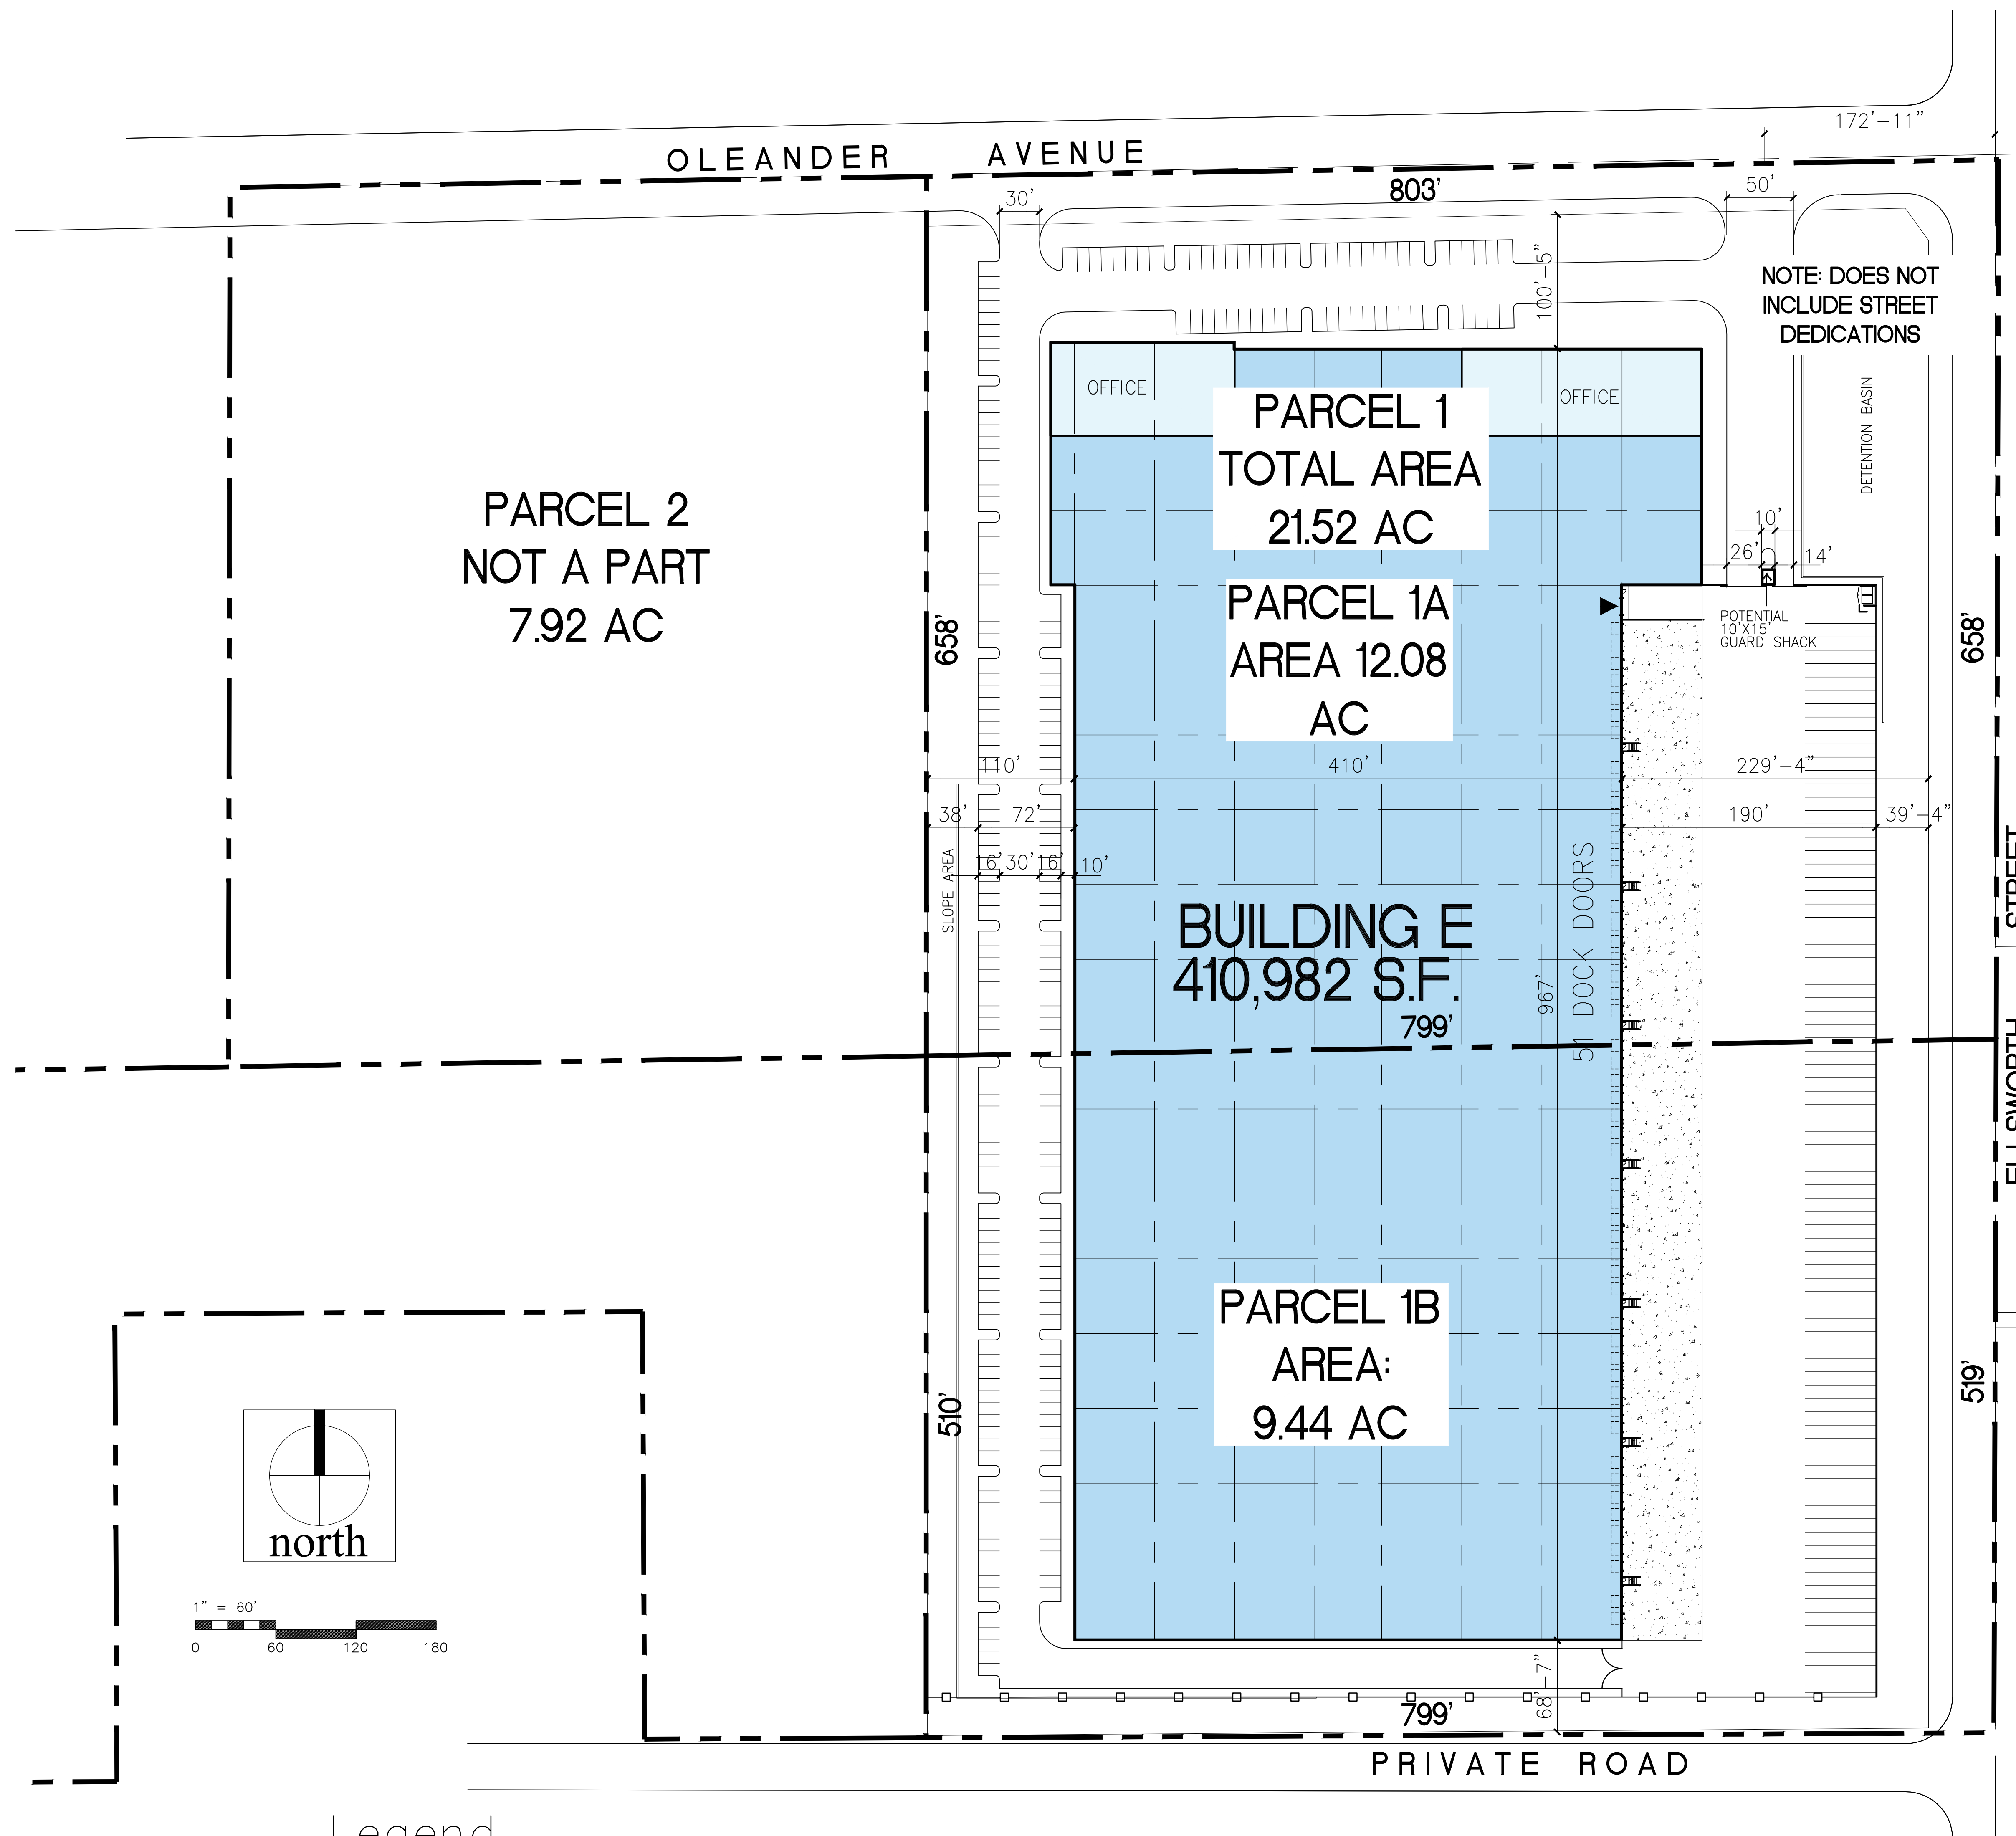 172'-11"
OLEANDER AVENUE
803'
30'
50'
100'-5"
NOTE: DOES NOT
INCLUDE STREET
DEDICATIONS
DETENTION BASIN
OFFICE
OFFICE
PARCEL 1
TOTAL AREA
21.52 AC
PARCEL 2
NOT A PART
7.92 AC
10'
26'
14'
PARCEL 1A
AREA 12.08
AC
POTENTIAL
10'X15'
GUARD SHACK
658'
658'
110'
410'
229'-4"
38'
72'
190'
39'-4"
SLOPE AREA
16'
30'
16'
10'
51 DOCK DOORS
BUILDING E
410,982 S.F.
967'
799'
ELLSWORTH STREET
PARCEL 1B
AREA:
9.44 AC
510'
519'
north
1" = 60'
0 60 120 180
68'-7"
799'
PRIVATE ROAD
Legend